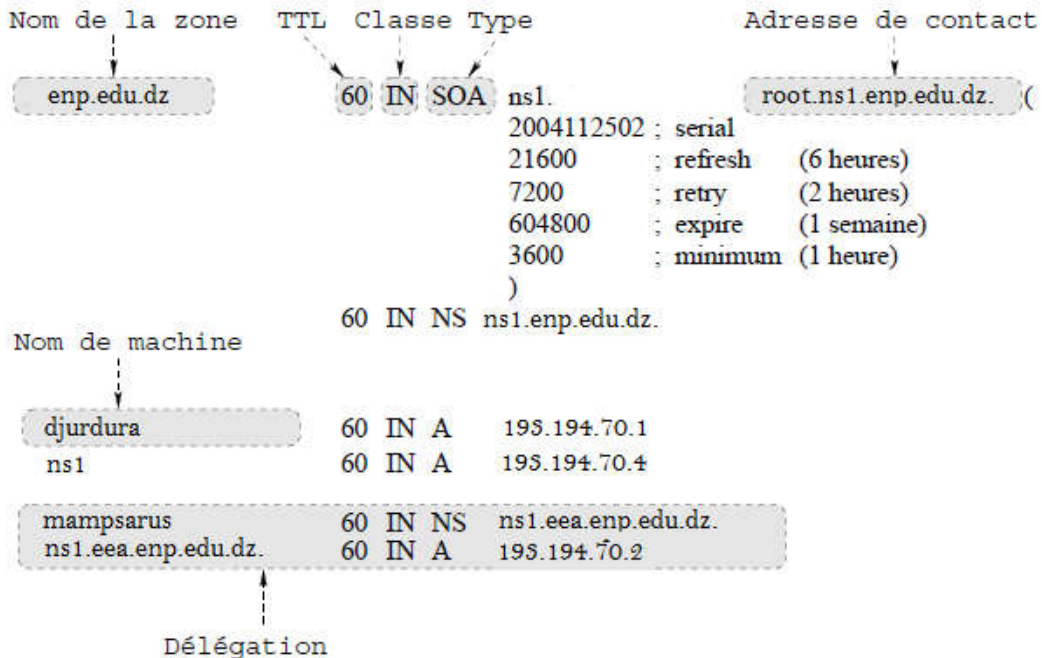 Nom de la zone TTL Classe Type Adresse de contact
enp.edu.dz 60 IN SOA ns1. root.ns1.enp.edu.dz. (
2004112502 ; serial
21600 ; refresh (6 heures)
7200 ; retry (2 heures)
604800 ; expire (1 semaine)
3600 ; minimum (1 heure)
)
60 IN NS ns1.enp.edu.dz.
Nom de machine
djurdura 60 IN A 193.194.70.1
ns1 60 IN A 193.194.70.4
mampsarus 60 IN NS ns1.eea.enp.edu.dz.
ns1.eea.enp.edu.dz. 60 IN A 193.194.70.2
Délégation